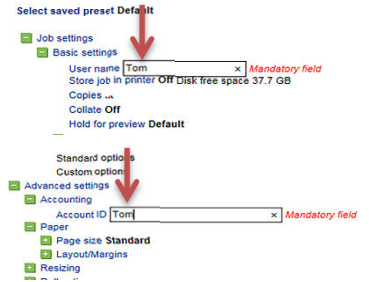 Select saved preset Default
Job settings
Basic settings
User name Tom × Mandatory field
Store job in printer Off Disk free space 37.7 GB
Copies ...
Collate Off
Hold for preview Default
Standard options
Custom options
Advanced settings
Accounting
Account ID Tom × Mandatory field
Paper
Page size Standard
Layout/Margins
Resizing